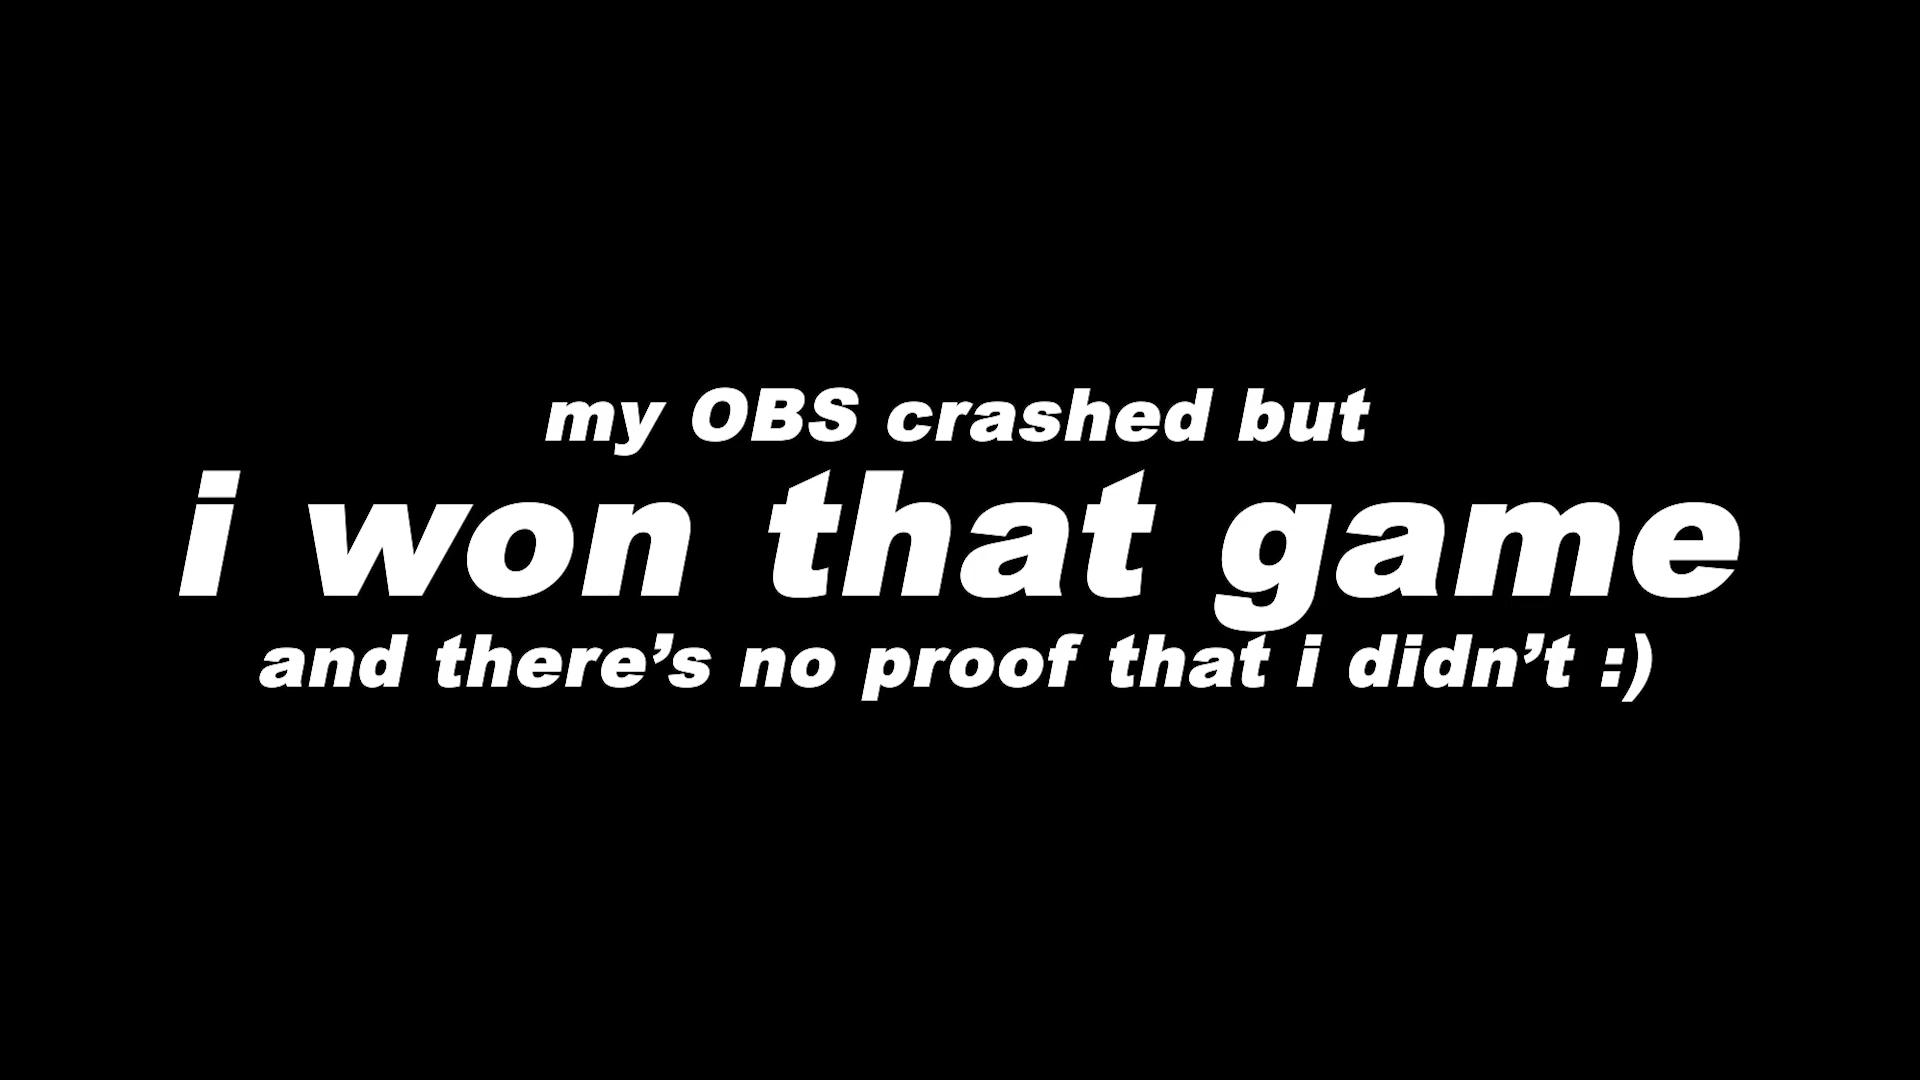 my OBS crashed but
i won that game
and there’s no proof that i didn’t :)